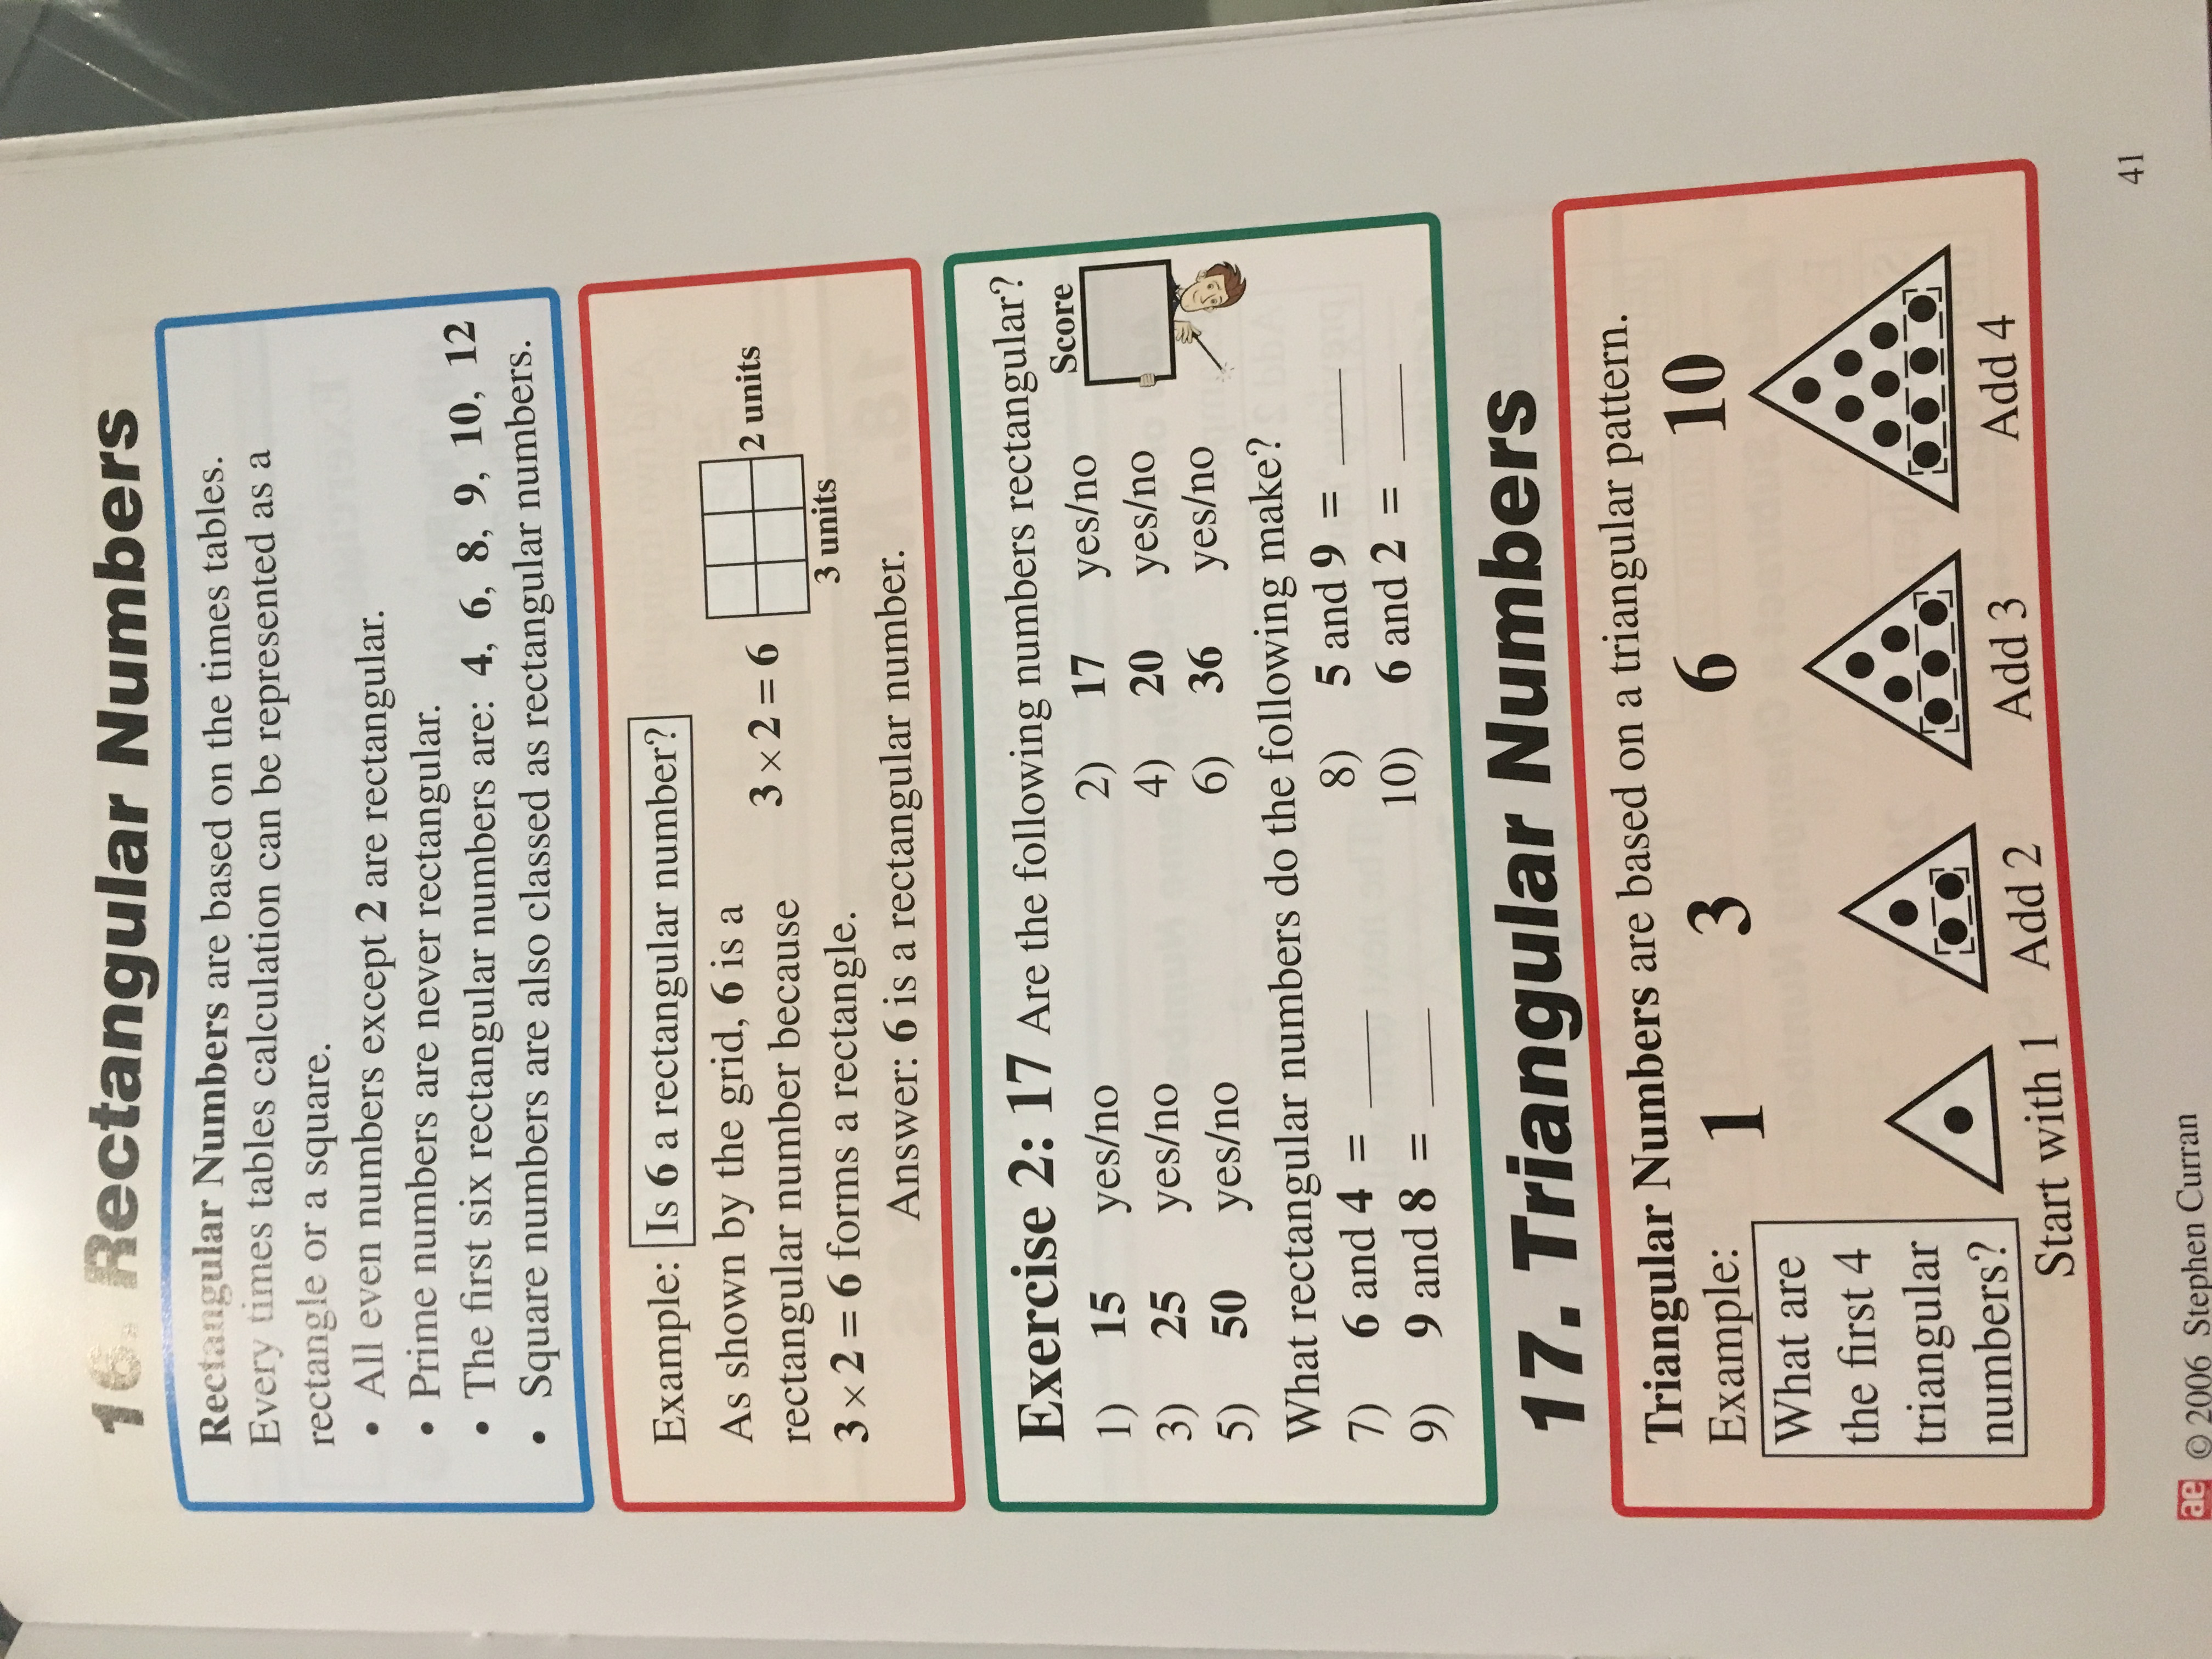 16. Rectangular Numbers
Rectangular Numbers are based on the times tables.
Every times tables calculation can be represented as a
rectangle or a square.
• All even numbers except 2 are rectangular.
• Prime numbers are never rectangular.
• The first six rectangular numbers are: 4, 6, 8, 9, 10, 12
• Square numbers are also classed as rectangular numbers.
Example: Is 6 a rectangular number?
As shown by the grid, 6 is a
rectangular number because
3 × 2 = 6 forms a rectangle.
3 × 2 = 6
2 units
3 units
Answer: 6 is a rectangular number.
Exercise 2: 17 Are the following numbers rectangular?
Score
1) 15 yes/no 2) 17 yes/no
3) 25 yes/no 4) 20 yes/no
5) 50 yes/no 6) 36 yes/no
What rectangular numbers do the following make?
7) 6 and 4 = ____ 8) 5 and 9 = ____
9) 9 and 8 = ____ 10) 6 and 2 = ____
17. Triangular Numbers
Triangular Numbers are based on a triangular pattern.
Example: 1 3 6 10
What are
the first 4
triangular
numbers?
Start with 1 Add 2 Add 3 Add 4
41
ae © 2006 Stephen Curran